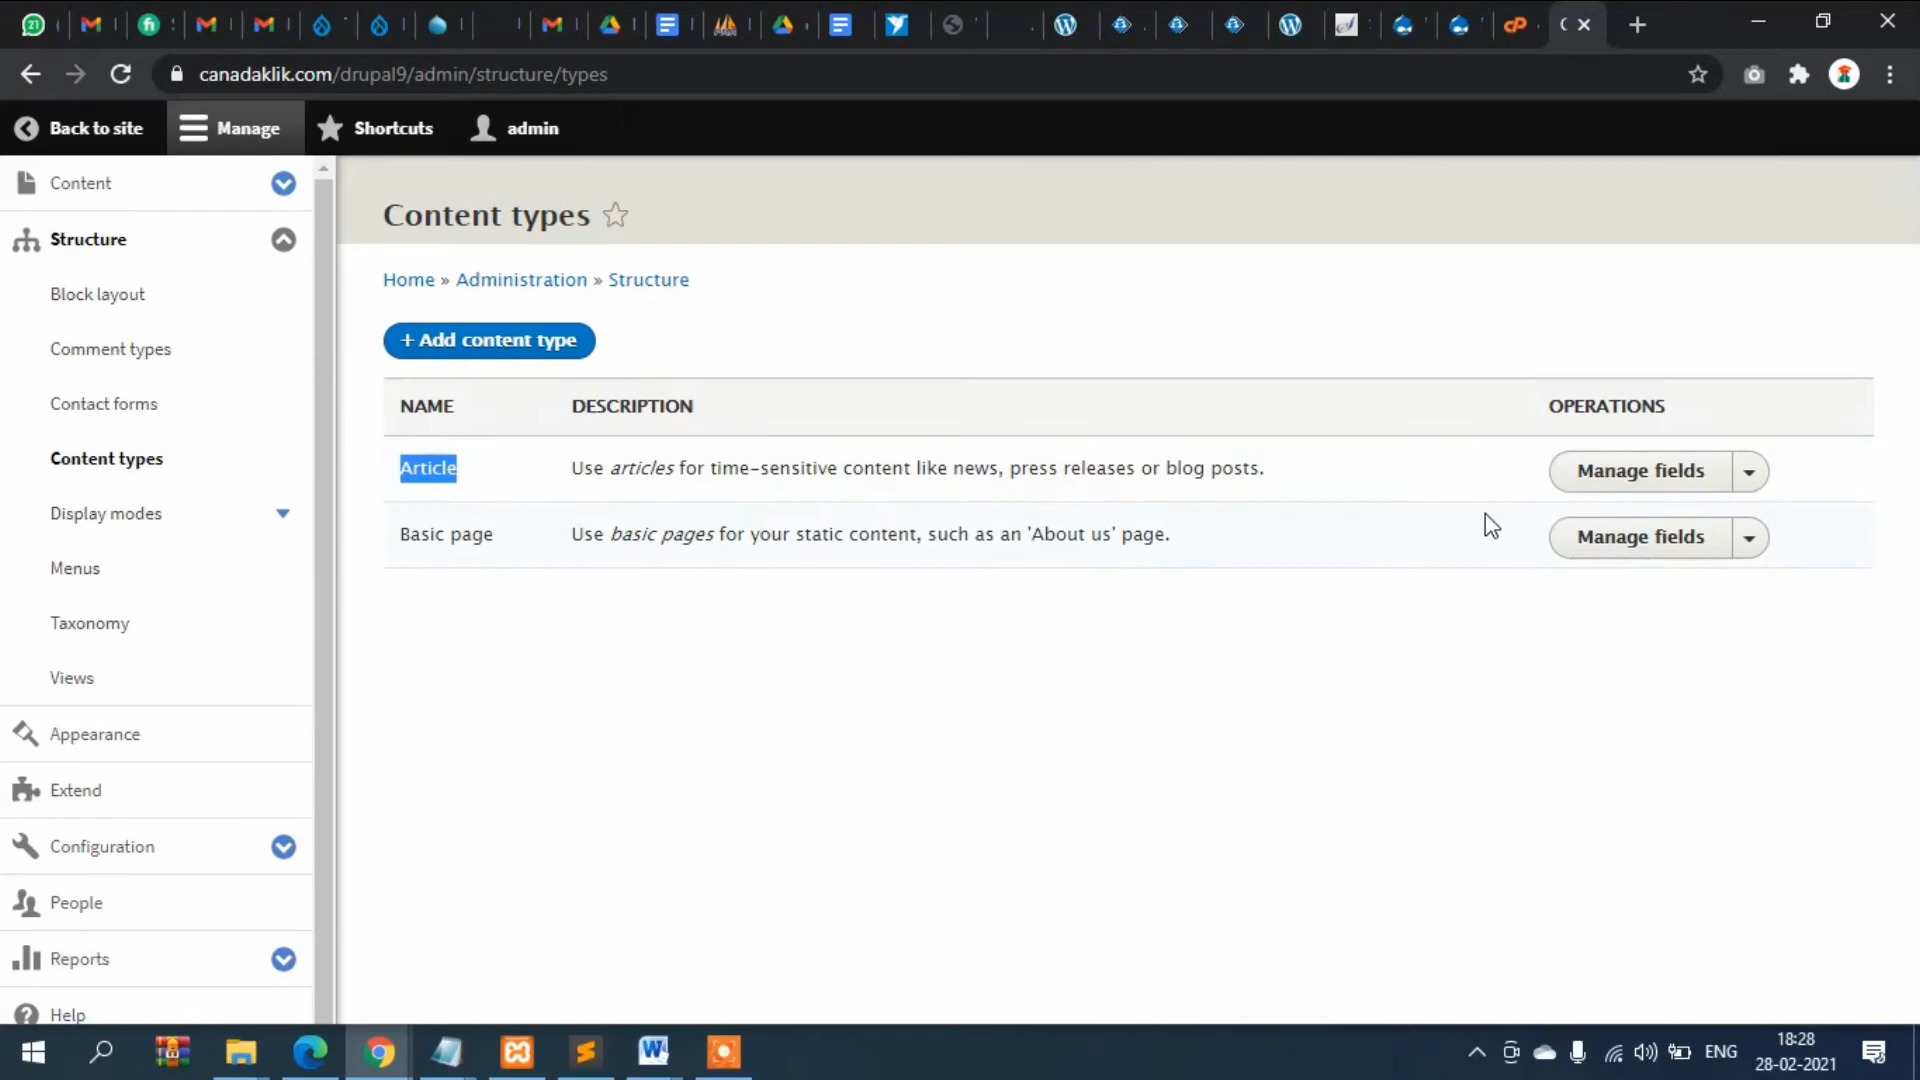 21
canadaklik.com/drupal9/admin/structure/types
Back to site
Manage
Shortcuts
admin
Content
Structure
Block layout
Comment types
Contact forms
Content types
Display modes
Menus
Taxonomy
Views
Appearance
Extend
Configuration
People
Reports
Help
Content types
Home » Administration » Structure
+ Add content type
NAME DESCRIPTION OPERATIONS
Article Use articles for time-sensitive content like news, press releases or blog posts. Manage fields
Basic page Use basic pages for your static content, such as an 'About us' page. Manage fields
ENG
18:28
28-02-2021